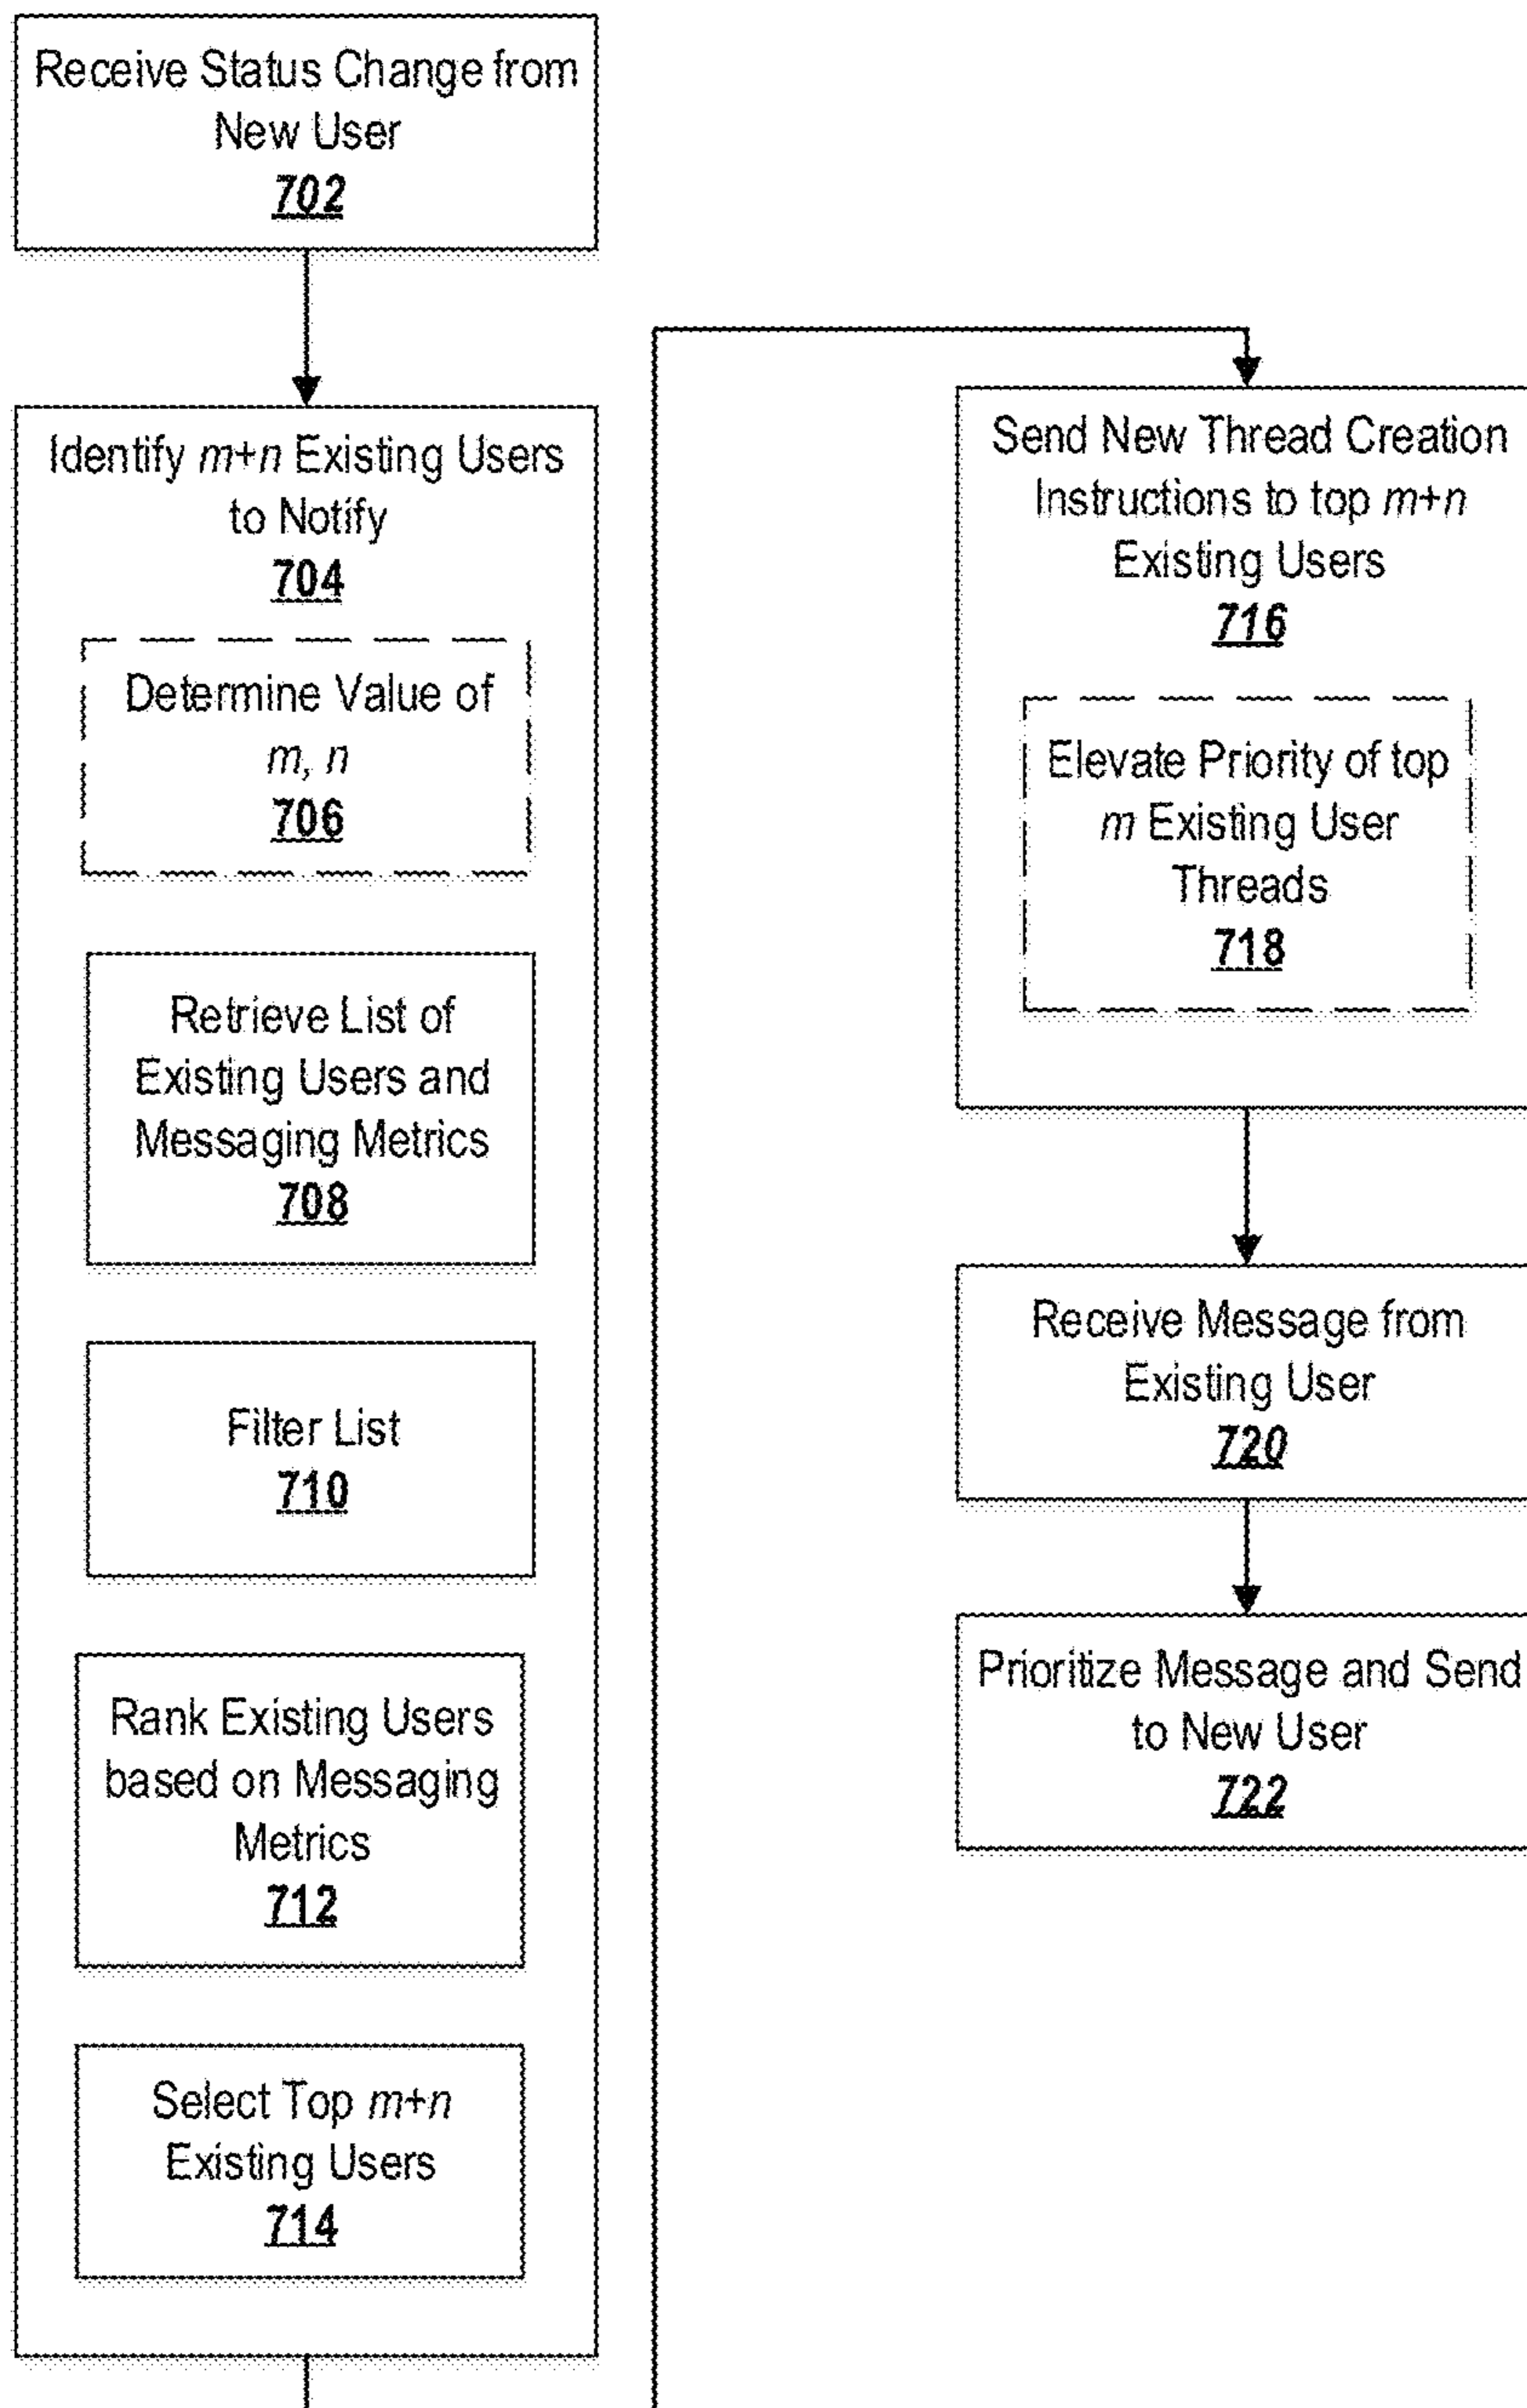 Receive Status Change from
New User
702
Identify m+n Existing Users
to Notify
704
Determine Value of
m, n
706
Retrieve List of
Existing Users and
Messaging Metrics
708
Filter List
710
Rank Existing Users
based on Messaging
Metrics
712
Select Top m+n
Existing Users
714
Send New Thread Creation
Instructions to top m+n
Existing Users
716
Elevate Priority of top
m Existing User
Threads
718
Receive Message from
Existing User
720
Prioritize Message and Send
to New User
722